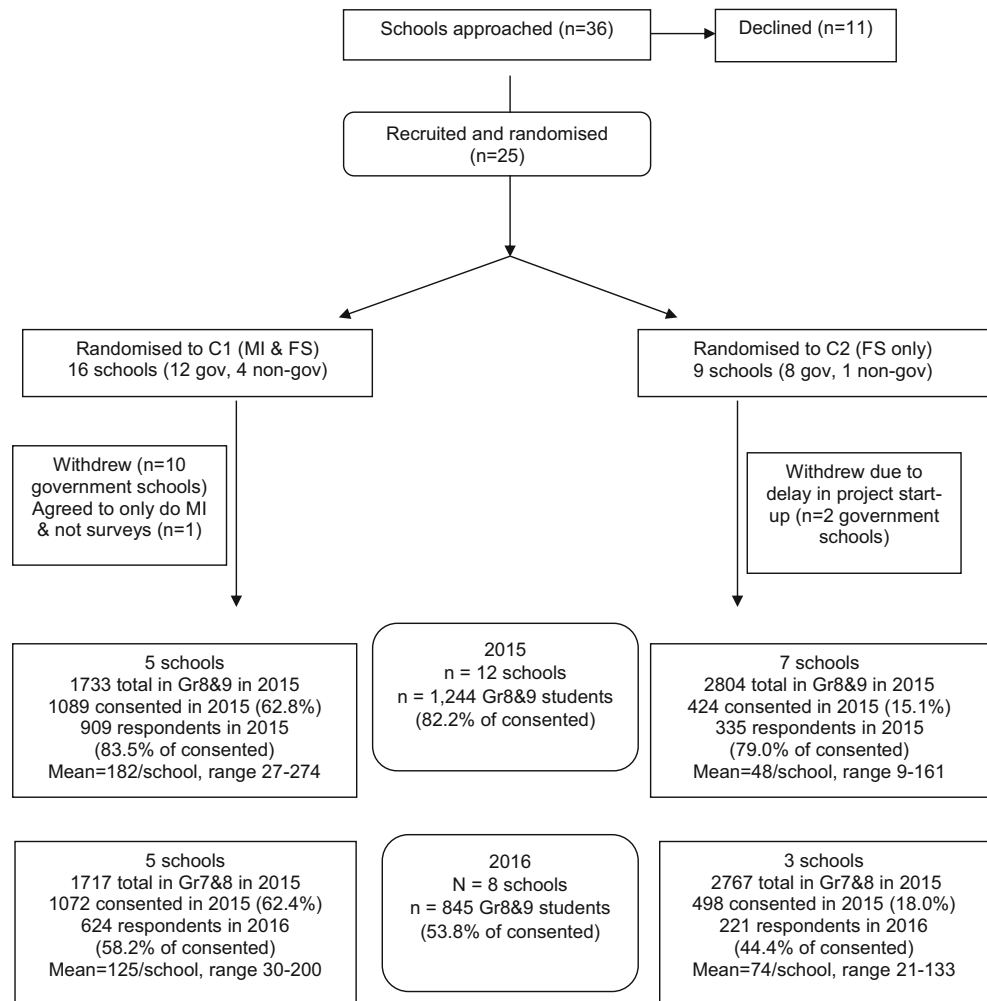 Schools approached (n=36)
Declined (n=11)
Recruited and randomised
(n=25)
Randomised to C1 (MI & FS)
16 schools (12 gov, 4 non-gov)
Randomised to C2 (FS only)
9 schools (8 gov, 1 non-gov)
Withdrew (n=10
government schools)
Agreed to only do MI
& not surveys (n=1)
Withdrew due to
delay in project start-
up (n=2 government
schools)
5 schools
1733 total in Gr8&9 in 2015
1089 consented in 2015 (62.8%)
909 respondents in 2015
(83.5% of consented)
Mean=182/school, range 27-274
2015
n = 12 schools
n = 1,244 Gr8&9 students
(82.2% of consented)
7 schools
2804 total in Gr8&9 in 2015
424 consented in 2015 (15.1%)
335 respondents in 2015
(79.0% of consented)
Mean=48/school, range 9-161
5 schools
1717 total in Gr7&8 in 2015
1072 consented in 2015 (62.4%)
624 respondents in 2016
(58.2% of consented)
Mean=125/school, range 30-200
2016
N = 8 schools
n = 845 Gr8&9 students
(53.8% of consented)
3 schools
2767 total in Gr7&8 in 2015
498 consented in 2015 (18.0%)
221 respondents in 2016
(44.4% of consented)
Mean=74/school, range 21-133